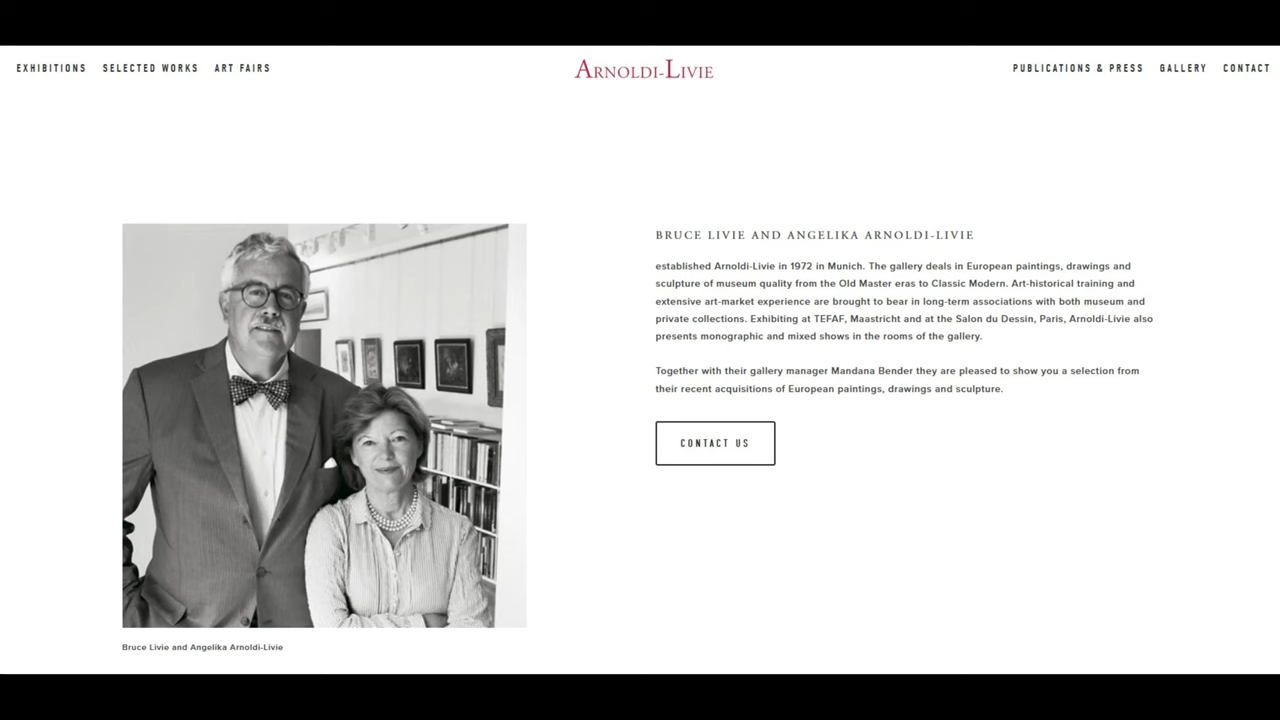 EXHIBITIONS SELECTED WORKS ART FAIRS ARNOLDI-LIVIE PUBLICATIONS & PRESS GALLERY CONTACT
BRUCE LIVIE AND ANGELIKA ARNOLDI-LIVIE
established Arnoldi-Livie in 1972 in Munich. The gallery deals in European paintings, drawings and
sculpture of museum quality from the Old Master eras to Classic Modern. Art-historical training and
extensive art-market experience are brought to bear in long-term associations with both museum and
private collections. Exhibiting at TEFAF, Maastricht and at the Salon du Dessin, Paris, Arnoldi-Livie also
presents monographic and mixed shows in the rooms of the gallery.
Together with their gallery manager Mandana Bender they are pleased to show you a selection from
their recent acquisitions of European paintings, drawings and sculpture.
CONTACT US
Bruce Livie and Angelika Arnoldi-Livie